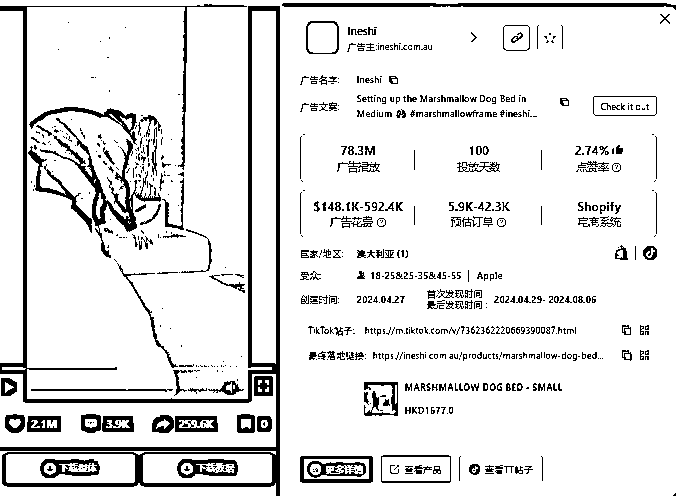 Ineshi
广告主:ineshi.com.au
广告名字: Ineshi
广告文案: Setting up the Marshmallow Dog Bed in
Medium #marshmallowframe #ineshi...
Check it out
78.3M 100 2.74%
广告播放 投放天数 点赞率
$148.1K-592.4K 5.9K-42.3K Shopify
广告花费 预估订单 电商系统
国家/地区: 澳大利亚 (1)
受众: 18-25&25-35&45-55 | Apple
创建时间: 2024.04.27 首次发现时间 - 最后发现时间: 2024.04.29- 2024.08.06
TikTok帖子: https://m.tiktok.com/v/7362362220669390087.html
最终落地链接: https://ineshi.com.au/products/marshmallow-dog-bed...
MARSHMALLOW DOG BED - SMALL
HKD1677.0
2.1M 3.9K 259.6K 0
下载媒体 下载数据
更多详情 查看产品 查看TT帖子